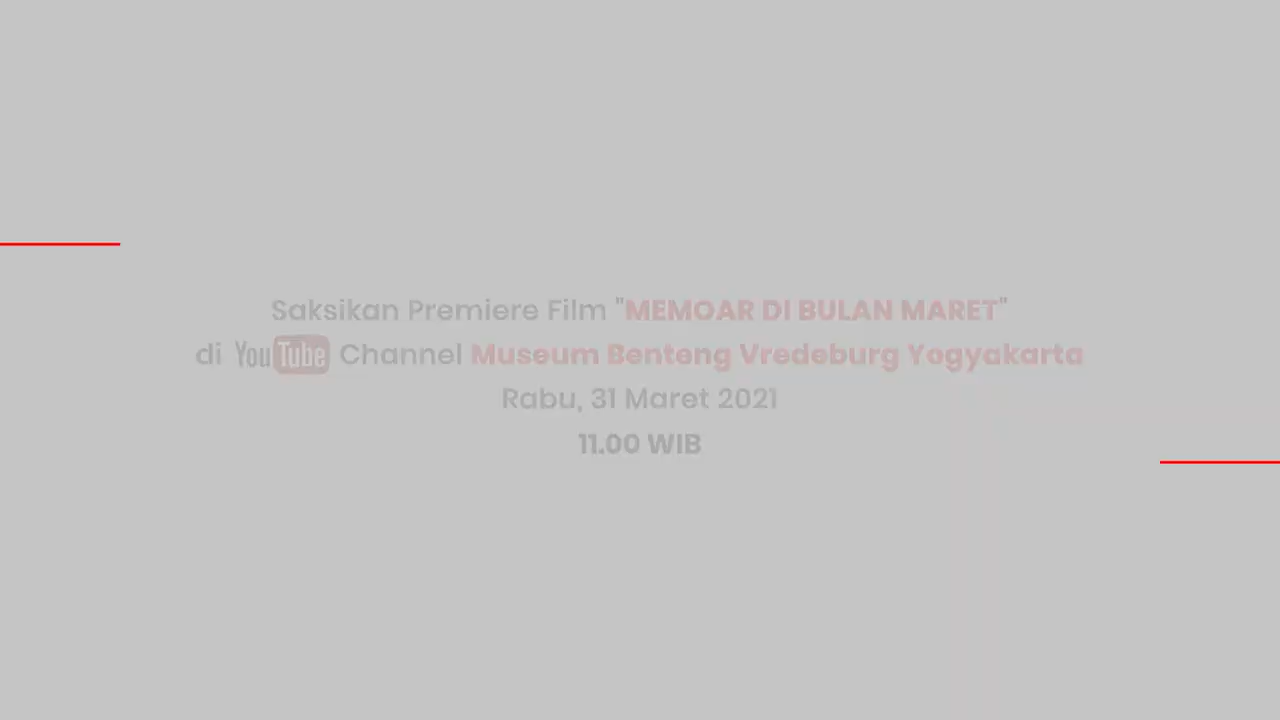 Saksikan Premiere Film "MEMOAR DI BULAN MARET"
di YouTube Channel Museum Benteng Vredeburg Yogyakarta
Rabu, 31 Maret 2021
11.00 WIB